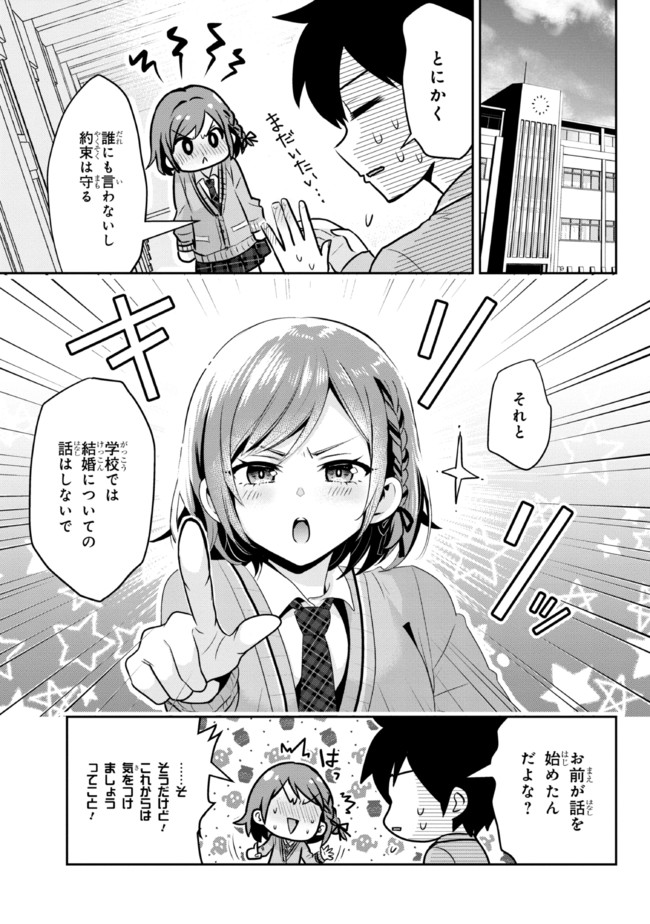 とにかく
まだいたい…
誰にも言わないし
約束は守る
それと
キ
リッ
学校では
結婚についての
話はしないで
お前が話を
始めたん
だよな?
ばっ
……そ
そうだけど!
これからは
気をつけ
ましょう
ってこと!